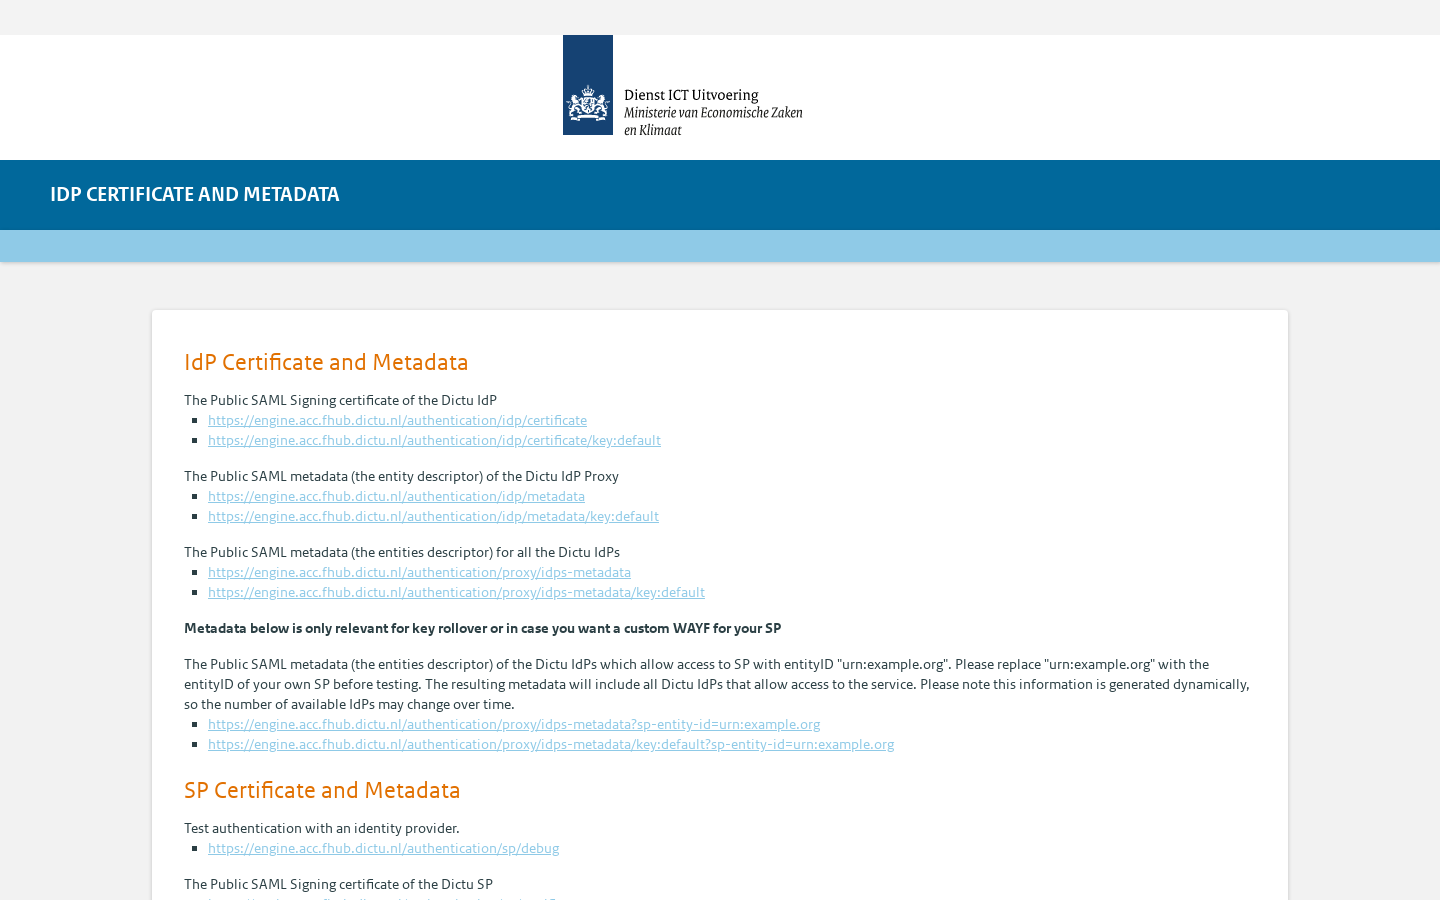 Dienst ICT Uitvoering
Ministerie van Economische Zaken
en Klimaat
IDP CERTIFICATE AND METADATA
IdP Certificate and Metadata
The Public SAML Signing certificate of the Dictu IdP
https://engine.acc.fhub.dictu.nl/authentication/idp/certificate
https://engine.acc.fhub.dictu.nl/authentication/idp/certificate/key:default
The Public SAML metadata (the entity descriptor) of the Dictu IdP Proxy
https://engine.acc.fhub.dictu.nl/authentication/idp/metadata
https://engine.acc.fhub.dictu.nl/authentication/idp/metadata/key:default
The Public SAML metadata (the entities descriptor) for all the Dictu IdPs
https://engine.acc.fhub.dictu.nl/authentication/proxy/idps-metadata
https://engine.acc.fhub.dictu.nl/authentication/proxy/idps-metadata/key:default
Metadata below is only relevant for key rollover or in case you want a custom WAYF for your SP
The Public SAML metadata (the entities descriptor) of the Dictu IdPs which allow access to SP with entityID "urn:example.org". Please replace "urn:example.org" with the
entityID of your own SP before testing. The resulting metadata will include all Dictu IdPs that allow access to the service. Please note this information is generated dynamically,
so the number of available IdPs may change over time.
https://engine.acc.fhub.dictu.nl/authentication/proxy/idps-metadata?sp-entity-id=urn:example.org
https://engine.acc.fhub.dictu.nl/authentication/proxy/idps-metadata/key:default?sp-entity-id=urn:example.org
SP Certificate and Metadata
Test authentication with an identity provider.
https://engine.acc.fhub.dictu.nl/authentication/sp/debug
The Public SAML Signing certificate of the Dictu SP